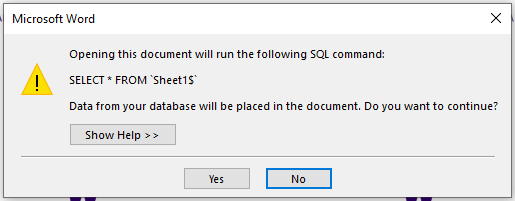 Microsoft Word
Opening this document will run the following SQL command:
SELECT * FROM `Sheet1$`
Data from your database will be placed in the document. Do you want to continue?
Show Help >>
Yes
No